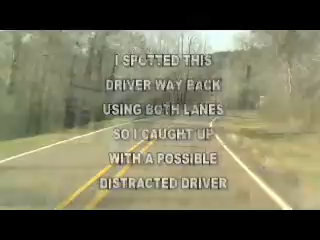 I SPOTTED THIS
DRIVER WAY BACK
USING BOTH LANES
SO I CAUGHT UP
WITH A POSSIBLE
DISTRACTED DRIVER